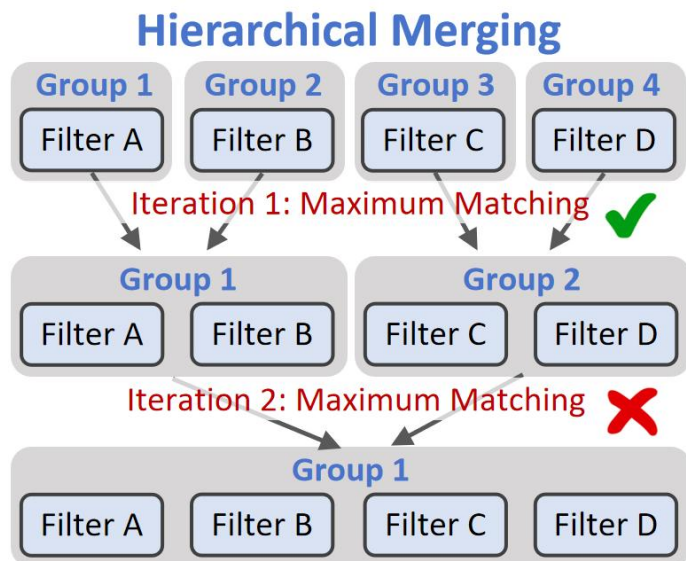 Hierarchical Merging
Group 1 Group 2 Group 3 Group 4
Filter A Filter B Filter C Filter D
Iteration 1: Maximum Matching
Group 1 Group 2
Filter A Filter B Filter C Filter D
Iteration 2: Maximum Matching
Group 1
Filter A Filter B Filter C Filter D